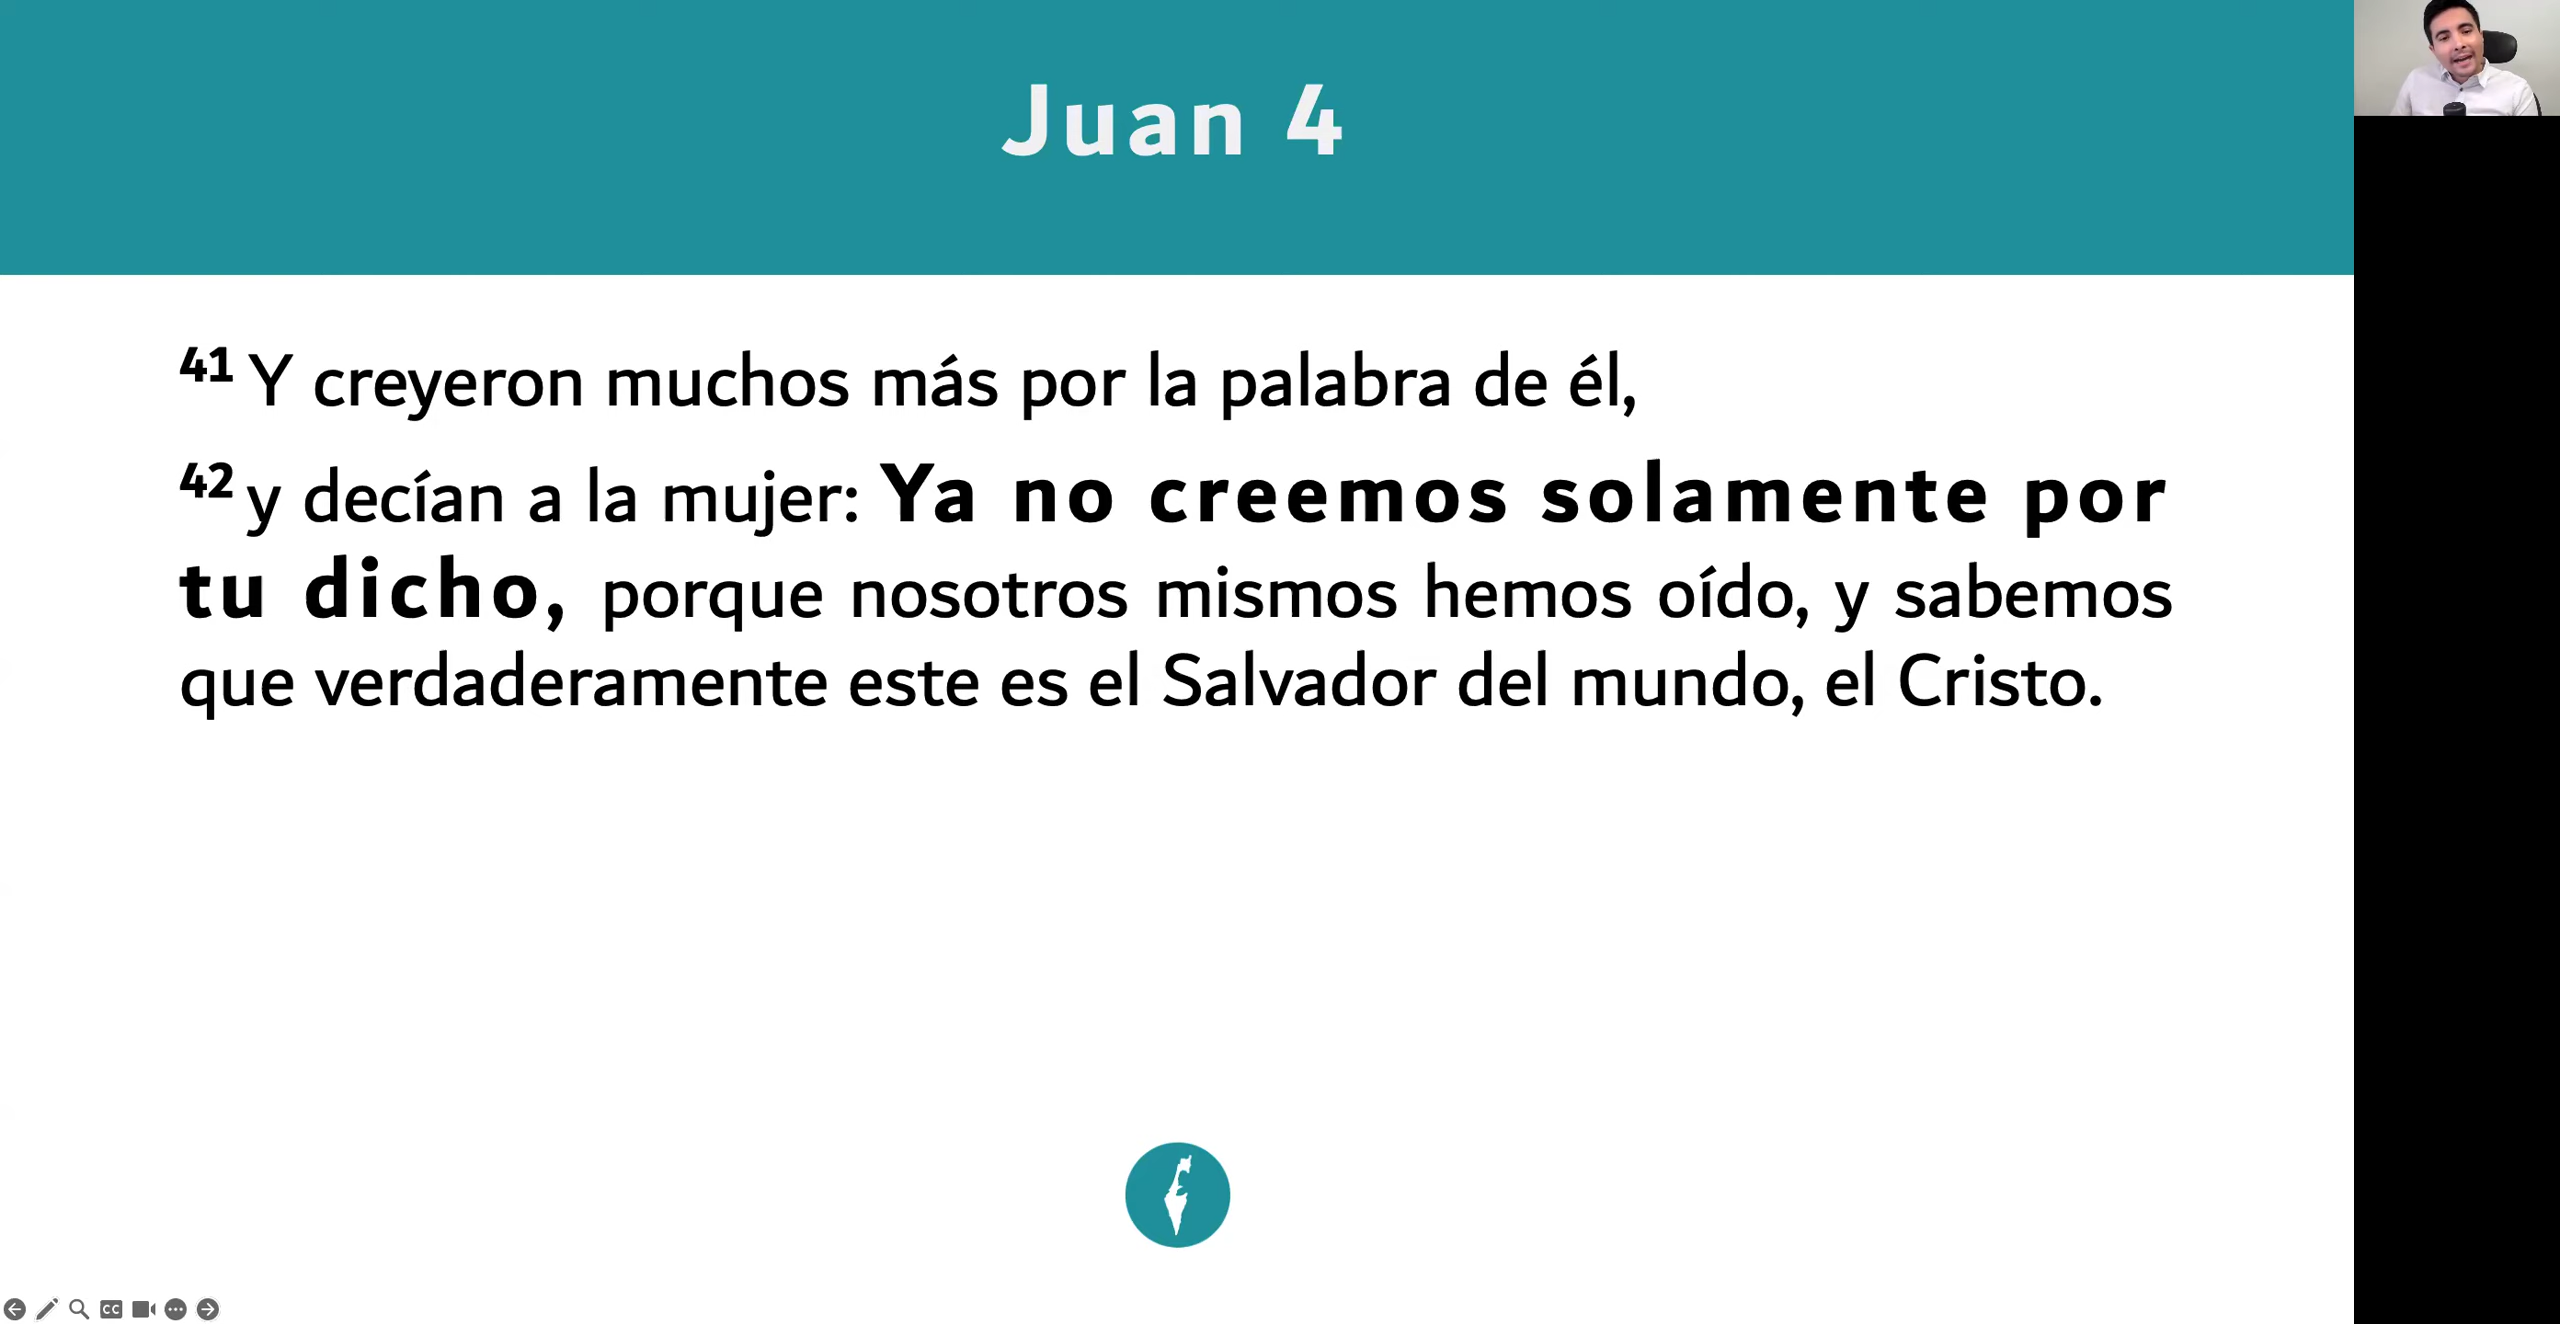 Juan 4
41 Y creyeron muchos más por la palabra de él,
42 y decían a la mujer: Ya no creemos solamente por
tu dicho, porque nosotros mismos hemos oído, y sabemos
que verdaderamente este es el Salvador del mundo, el Cristo.
CC